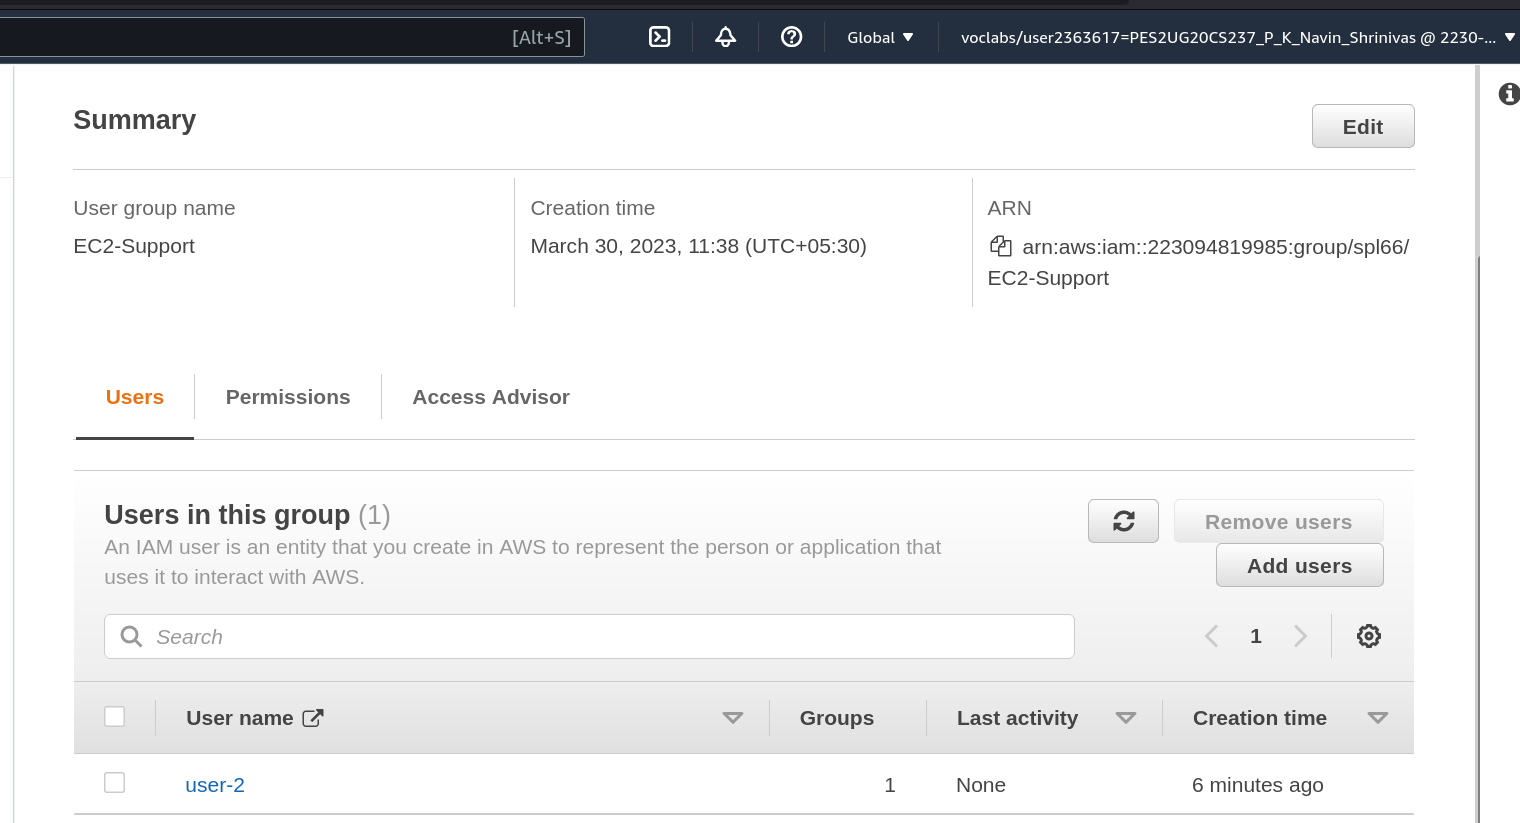 [Alt+S]
Global
voclabs/user2363617=PES2UG20CS237_P_K_Navin_Shrinivas @ 2230-...
Summary
Edit
User group name
EC2-Support
Creation time
March 30, 2023, 11:38 (UTC+05:30)
ARN
arn:aws:iam::223094819985:group/spl66/
EC2-Support
Users
Permissions
Access Advisor
Users in this group (1)
An IAM user is an entity that you create in AWS to represent the person or application that
uses it to interact with AWS.
Remove users
Add users
Search
1
User name
Groups
Last activity
Creation time
user-2
1
None
6 minutes ago